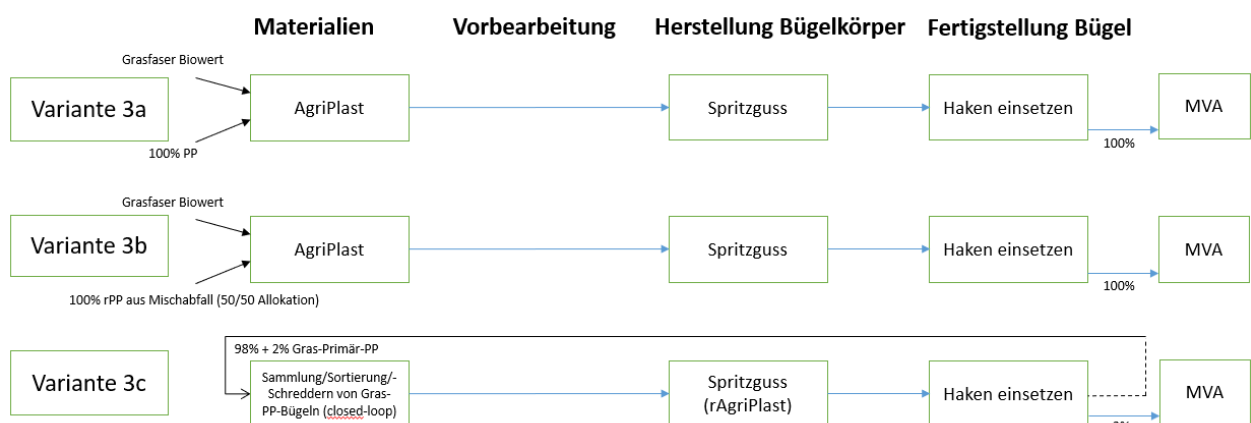 Materialien Vorbearbeitung Herstellung Bügelkörper Fertigstellung Bügel
Grasfaser Biowert
Variante 3a
AgriPlast
Spritzguss
Haken einsetzen
MVA
100% PP
100%
Grasfaser Biowert
Variante 3b
AgriPlast
Spritzguss
Haken einsetzen
MVA
100% rPP aus Mischabfall (50/50 Allokation)
100%
98% + 2% Gras-Primär-PP
Variante 3c
Sammlung/Sortierung/-
Schreddern von Gras-
PP-Bügeln (closed-loop)
Spritzguss
(rAgriPlast)
Haken einsetzen
MVA